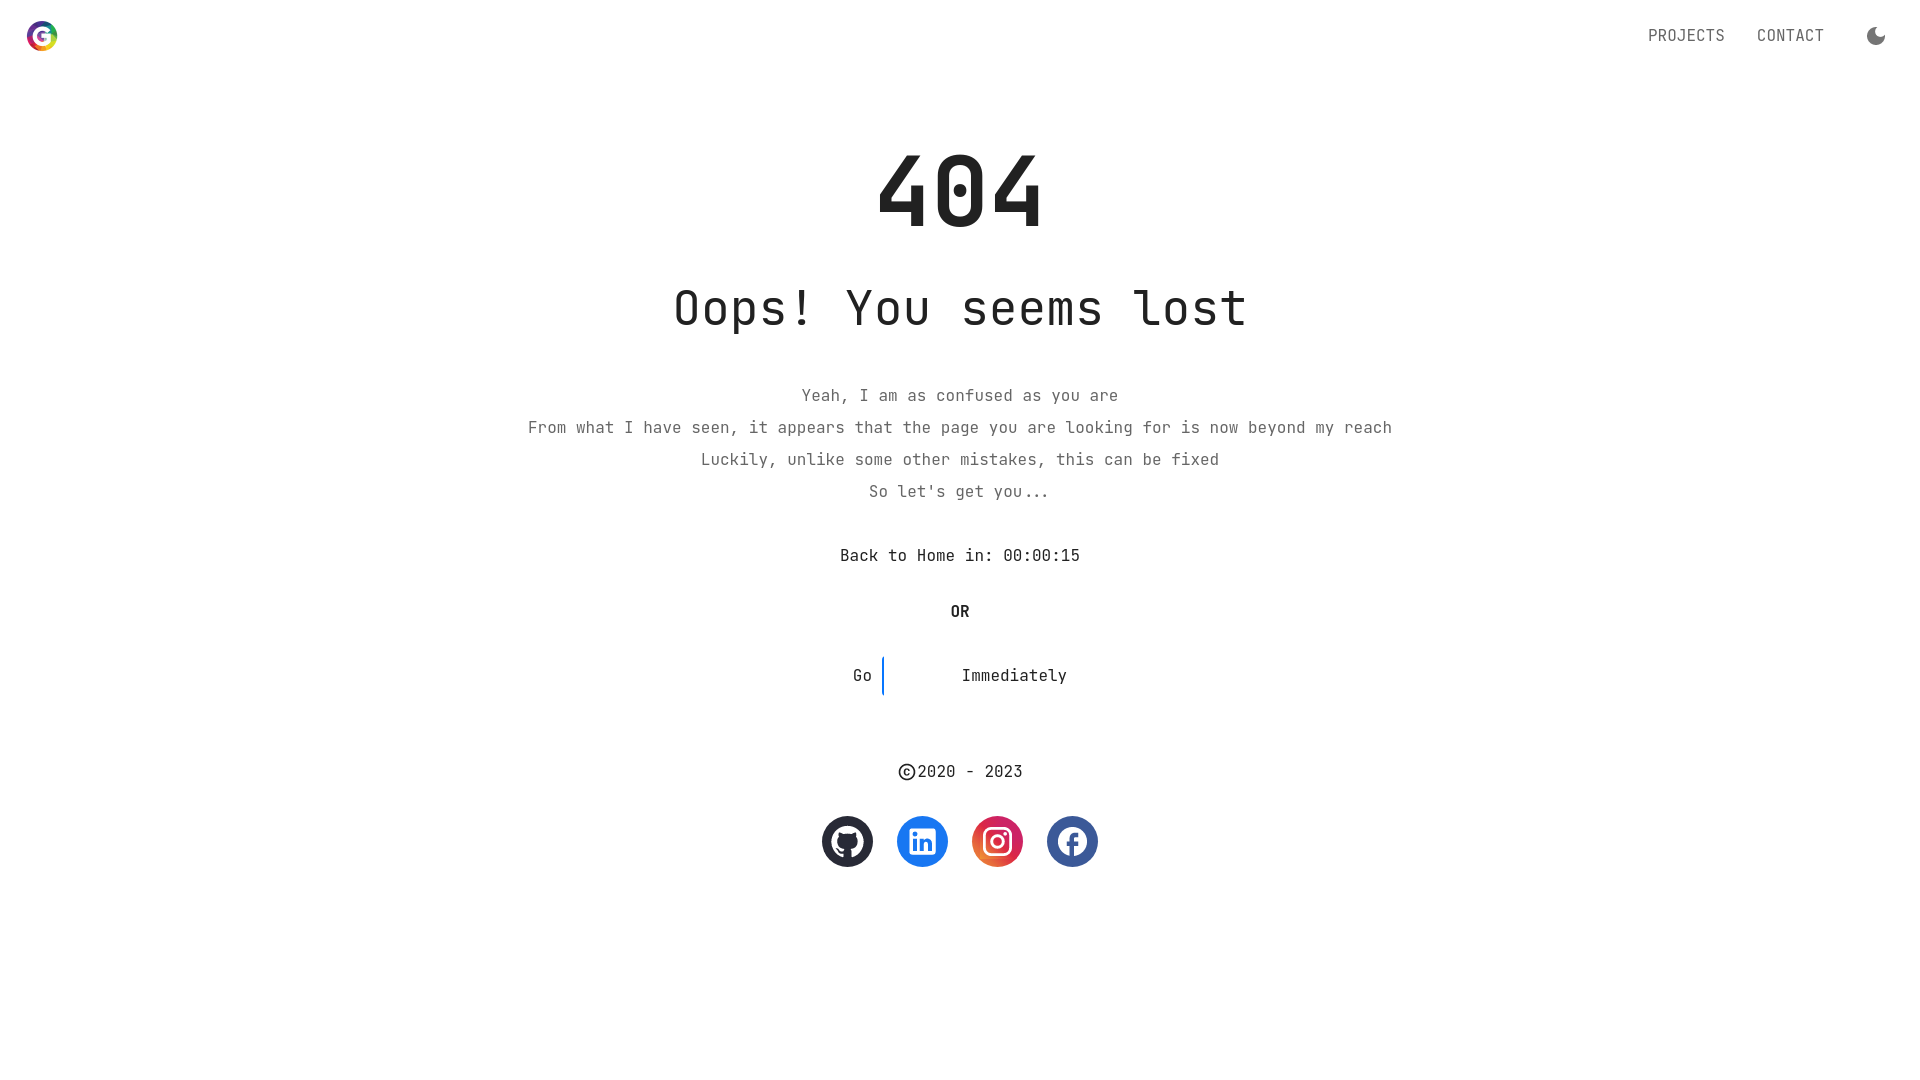 G
PROJECTS CONTACT
404
Oops! You seems lost
Yeah, I am as confused as you are
From what I have seen, it appears that the page you are looking for is now beyond my reach
Luckily, unlike some other mistakes, this can be fixed
So let's get you...
Back to Home in: 00:00:15
OR
Go Immediately
©2020 - 2023